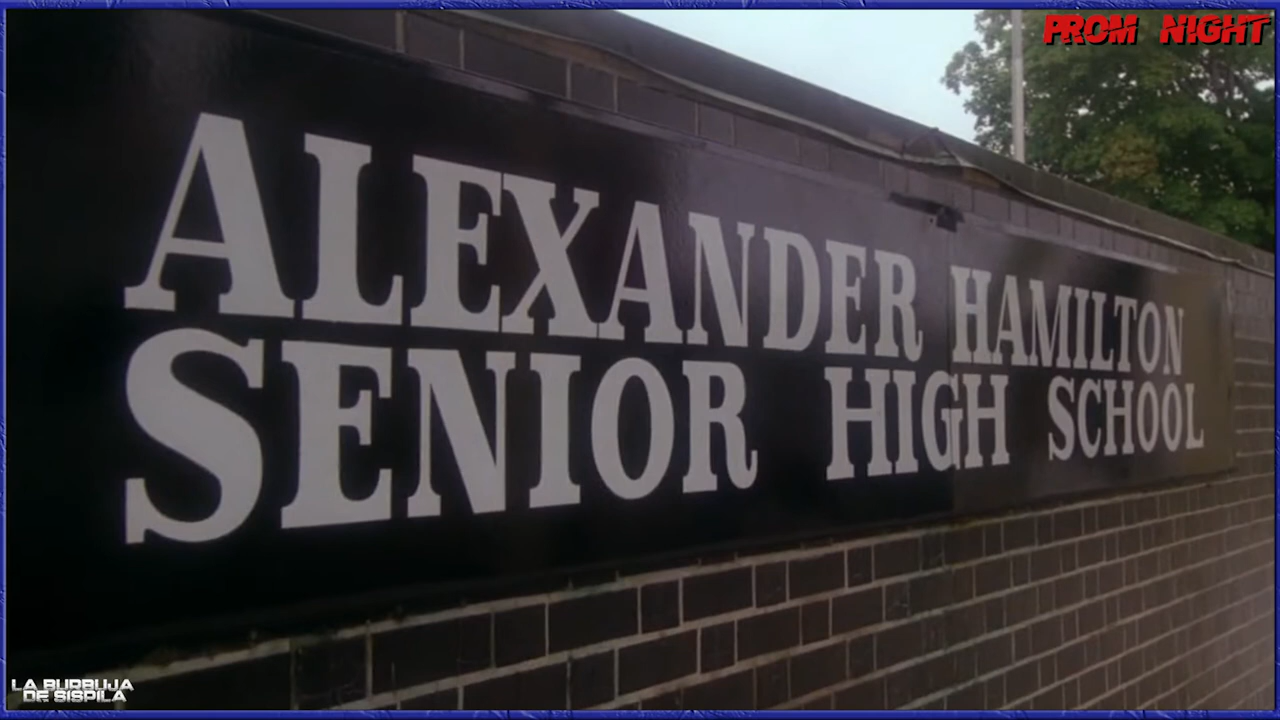 PROM NIGHT
ALEXANDER HAMILTON
SENIOR HIGH SCHOOL
LA BURBUJA
DE SISPILA